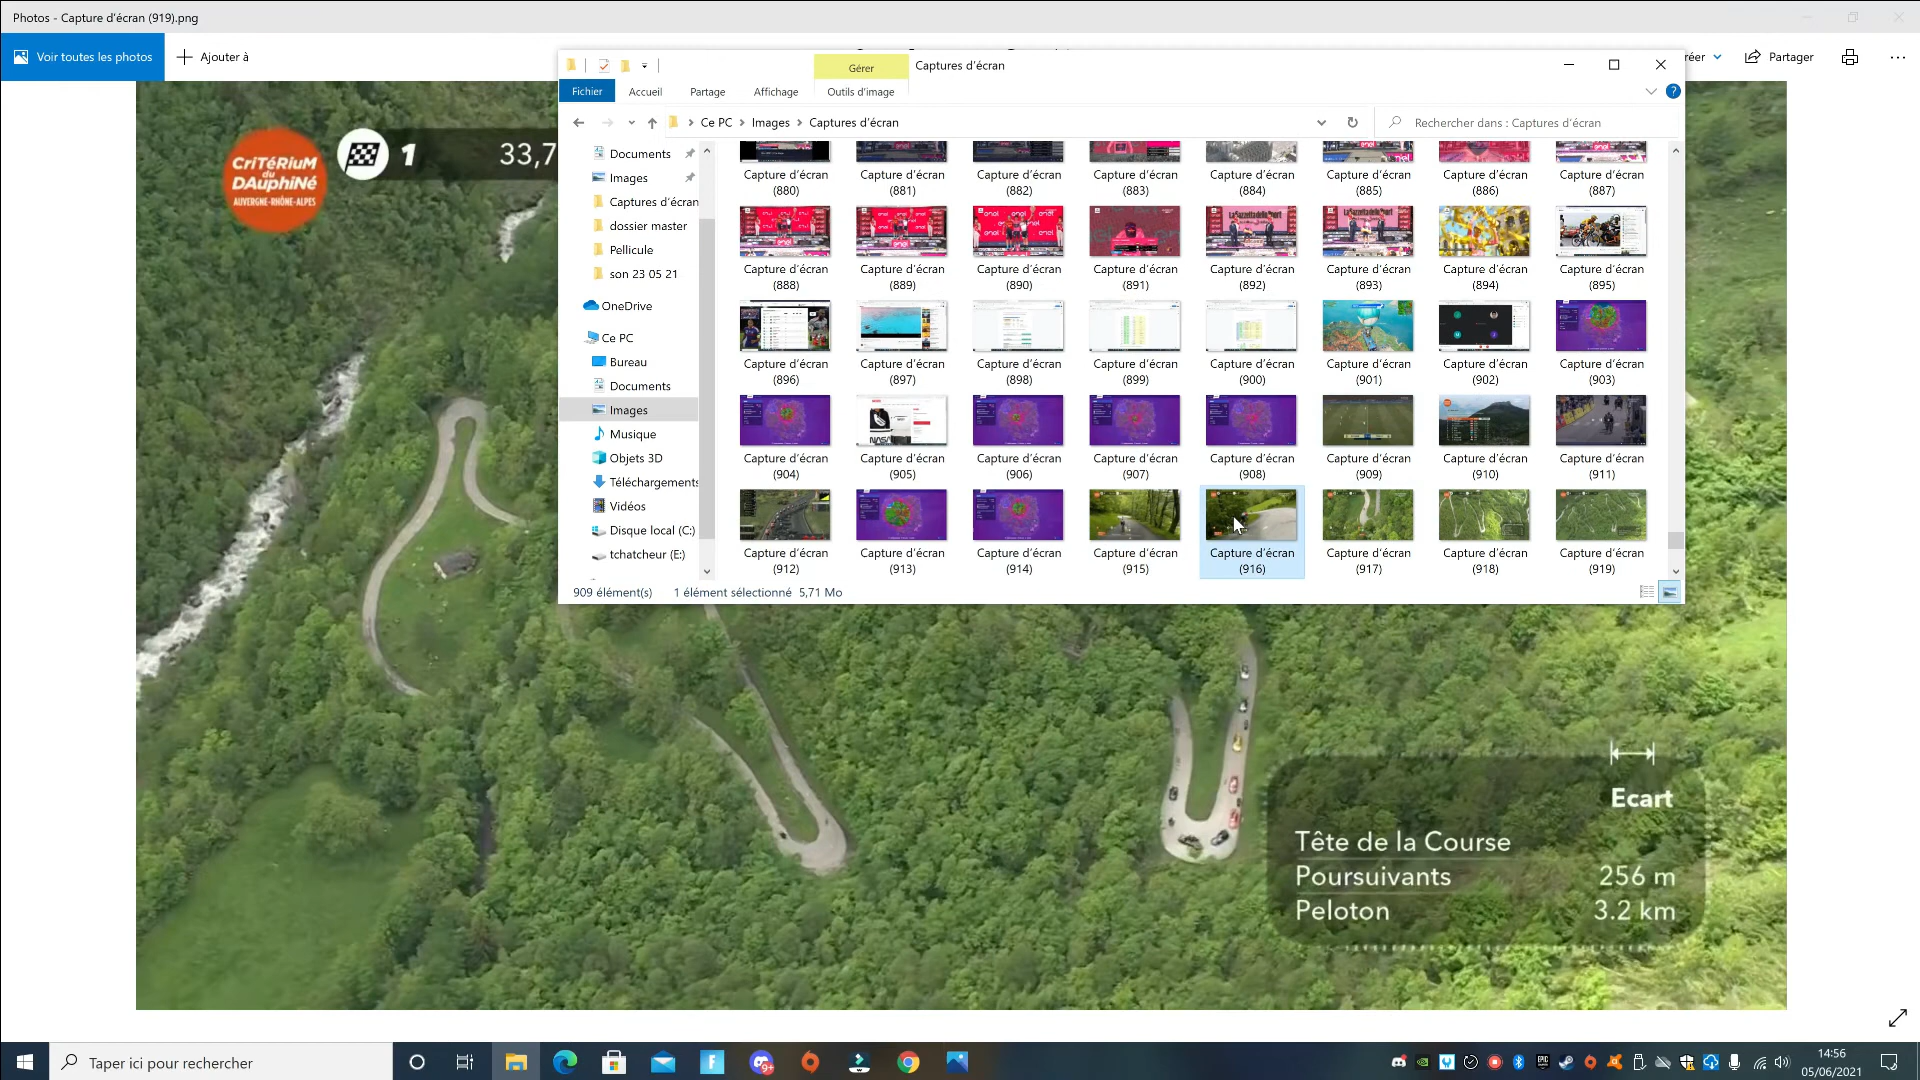 Photos - Capture d'écran (919).png
Voir toutes les photos
Ajouter à
réer
Partager
CRITÉRIUM
du
DAUPHINÉ
AUVERGNE-RHÔNE-ALPES
1
33,7
Gérer
Captures d'écran
Fichier
Accueil
Partage
Affichage
Outils d'image
Ce PC > Images > Captures d'écran
Rechercher dans : Captures d'écran
Documents
Images
Captures d'écran
dossier master
Pellicule
son 23 05 21
OneDrive
Ce PC
Bureau
Documents
Images
Musique
Objets 3D
Téléchargements
Vidéos
Disque local (C:)
tchatcheur (E:)
Capture d'écran (880)
Capture d'écran (881)
Capture d'écran (882)
Capture d'écran (883)
Capture d'écran (884)
Capture d'écran (885)
Capture d'écran (886)
Capture d'écran (887)
Capture d'écran (888)
Capture d'écran (889)
Capture d'écran (890)
Capture d'écran (891)
Capture d'écran (892)
Capture d'écran (893)
Capture d'écran (894)
Capture d'écran (895)
Capture d'écran (896)
Capture d'écran (897)
Capture d'écran (898)
Capture d'écran (899)
Capture d'écran (900)
Capture d'écran (901)
Capture d'écran (902)
Capture d'écran (903)
Capture d'écran (904)
Capture d'écran (905)
Capture d'écran (906)
Capture d'écran (907)
Capture d'écran (908)
Capture d'écran (909)
Capture d'écran (910)
Capture d'écran (911)
Capture d'écran (912)
Capture d'écran (913)
Capture d'écran (914)
Capture d'écran (915)
Capture d'écran (916)
Capture d'écran (917)
Capture d'écran (918)
Capture d'écran (919)
909 élément(s)
1 élément sélectionné 5,71 Mo
Ecart
Tête de la Course
Poursuivants 256 m
Peloton 3.2 km
Taper ici pour rechercher
14:56
05/06/2021